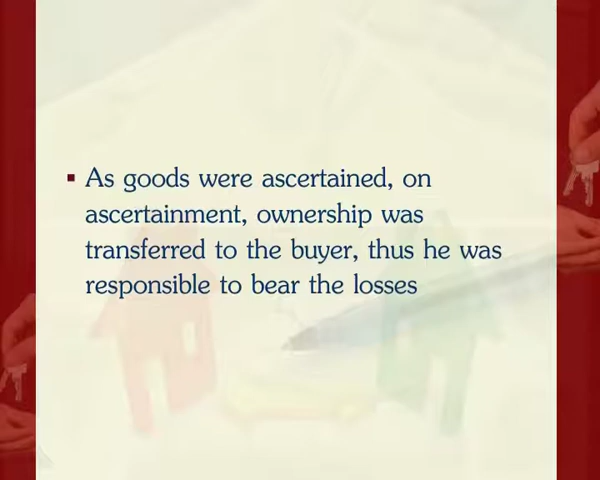 As goods were ascertained, on
ascertainment, ownership was
transferred to the buyer, thus he was
responsible to bear the losses